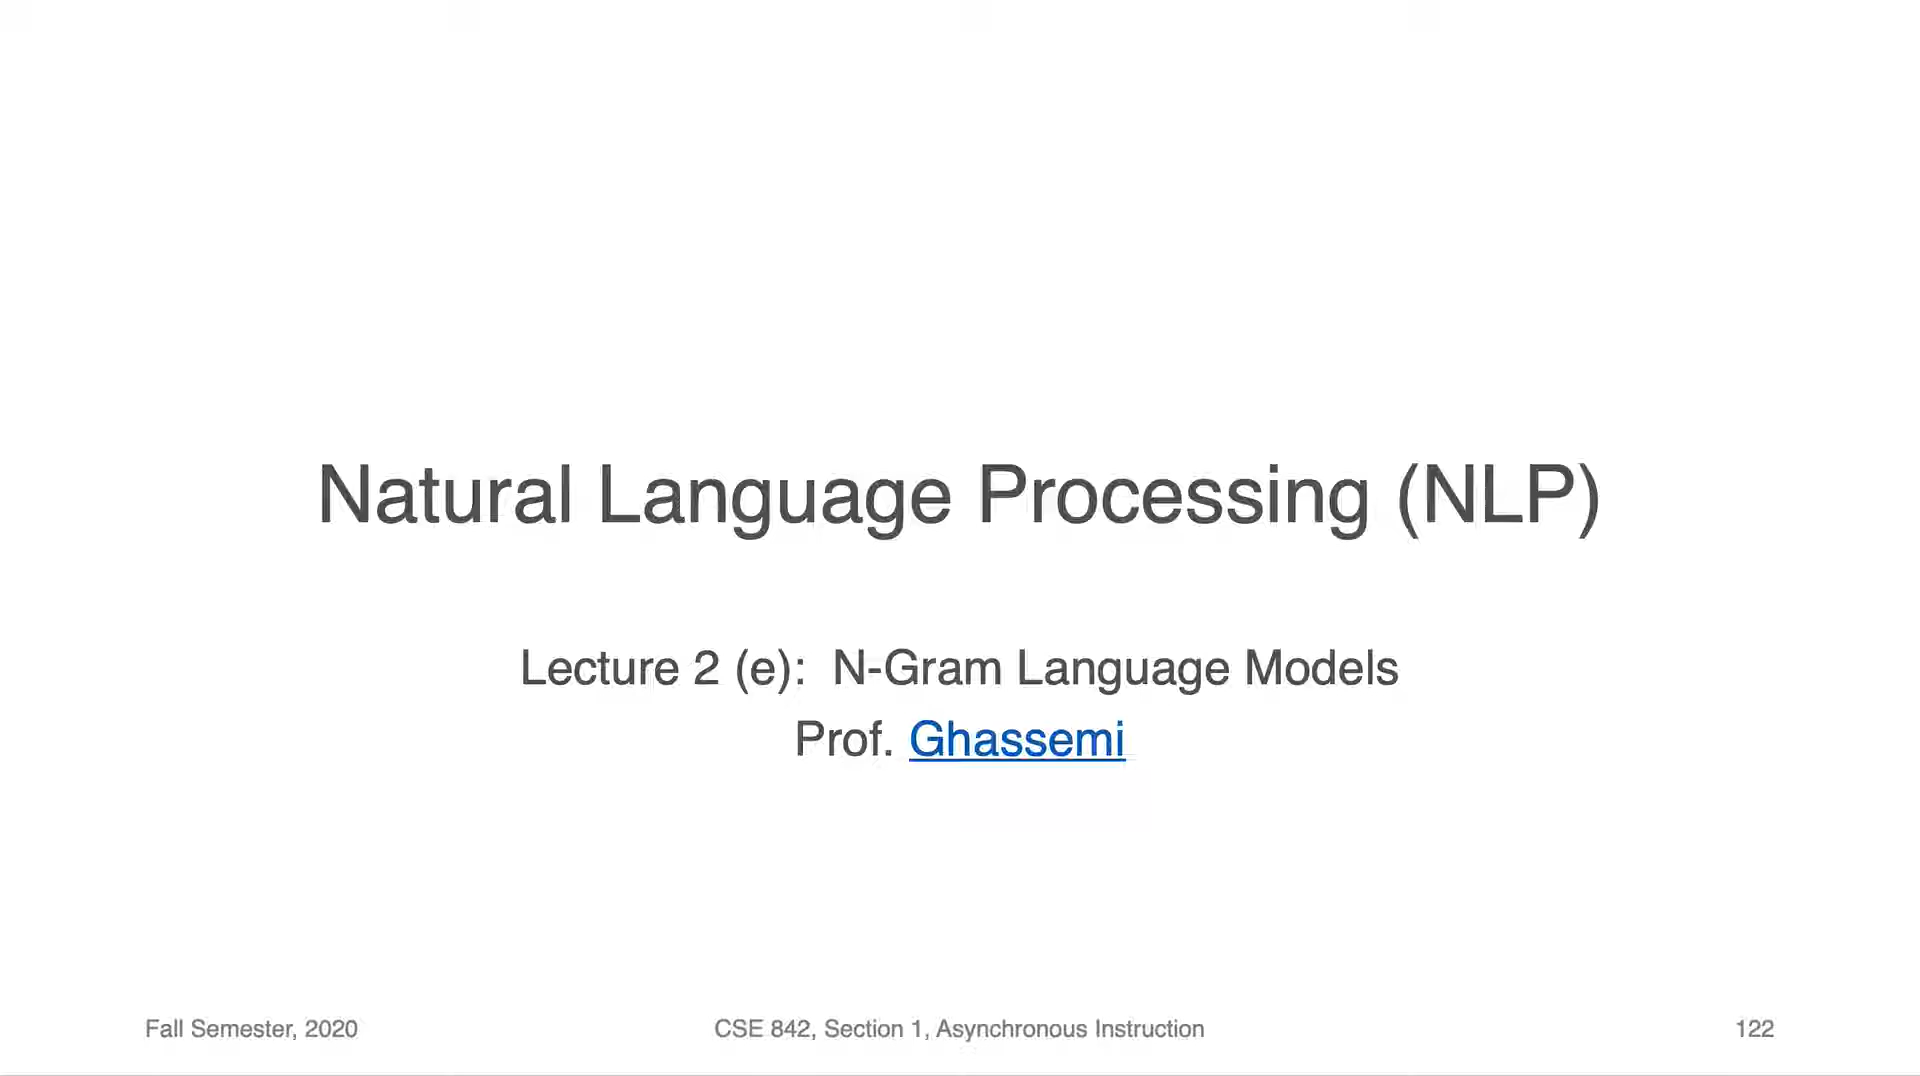 Natural Language Processing (NLP)
Lecture 2 (e): N-Gram Language Models
Prof. Ghassemi
Fall Semester, 2020
CSE 842, Section 1, Asynchronous Instruction
122